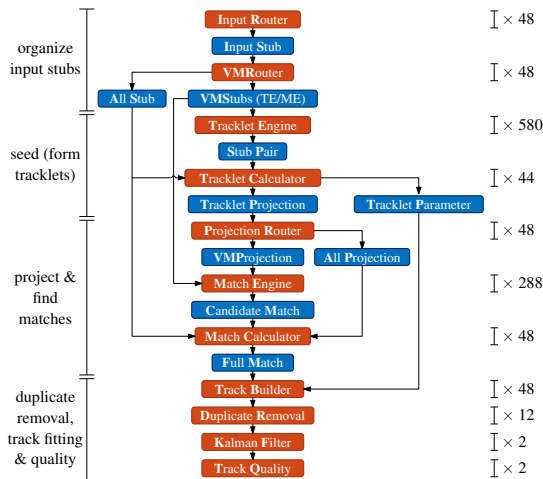 Input Router
× 48
organize
input stubs
Input Stub
VMRouter
× 48
All Stub
VMStubs (TE/ME)
Tracklet Engine
× 580
seed (form
tracklets)
Stub Pair
Tracklet Calculator
× 44
Tracklet Projection
Tracklet Parameter
Projection Router
× 48
project &
find
matches
VMProjection
All Projection
Match Engine
× 288
Candidate Match
Match Calculator
× 48
Full Match
Track Builder
× 48
duplicate
removal,
track fitting
& quality
Duplicate Removal
× 12
Kalman Filter
× 2
Track Quality
× 2